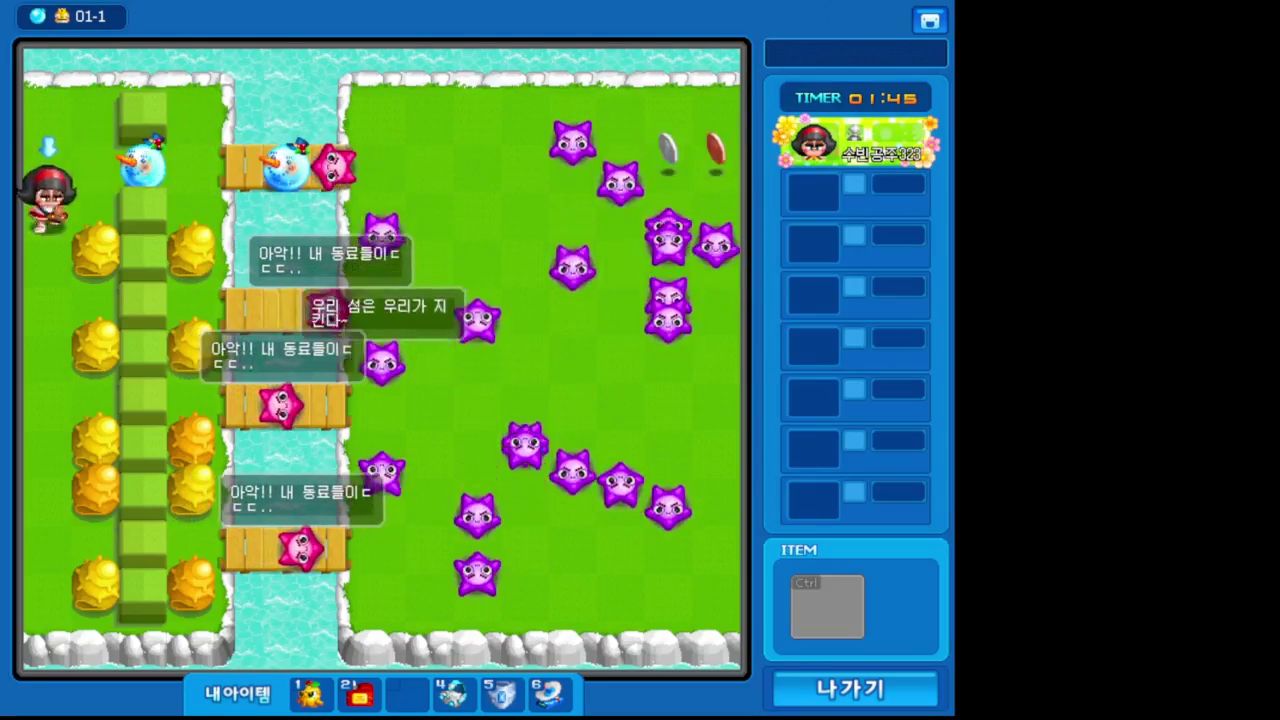 01-1
TIMER 01:45
수빈공주323
아악!! 내 동료들이ㄷ
ㄷㄷ..
우리 섬은 우리가 지
킨다~
아악!! 내 동료들이ㄷ
ㄷㄷ..
아악!! 내 동료들이ㄷ
ㄷㄷ..
ITEM
Ctrl
내아이템
1
2
4
5
6
나가기